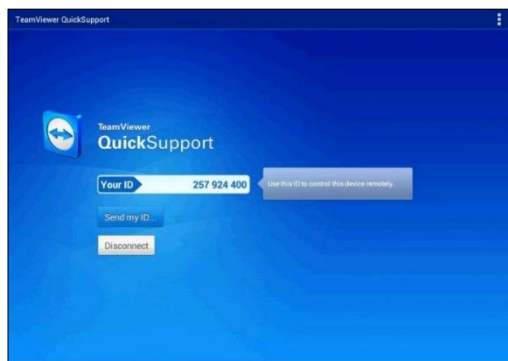 TeamViewer QuickSupport
TeamViewer
QuickSupport
Your ID 257 924 400
Use this ID to control this device remotely.
Send my ID...
Disconnect